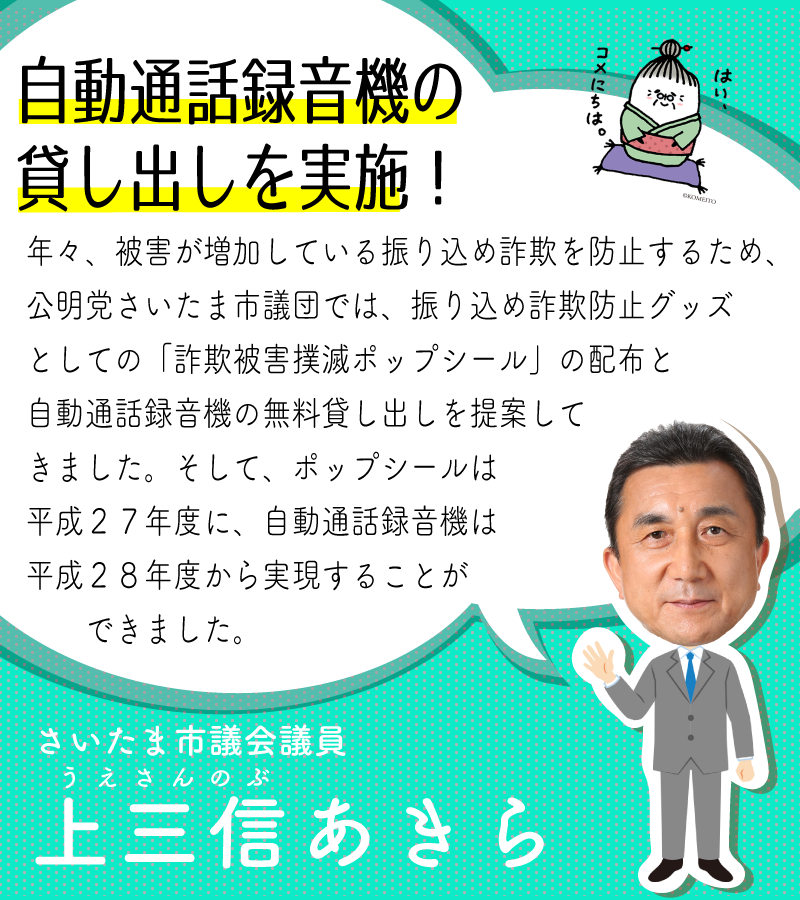 自動通話録音機の
貸し出しを実施！
はい、
コメにちは。
©KOMEITO
年々、被害が増加している振り込め詐欺を防止するため、
公明党さいたま市議団では、振り込め詐欺防止グッズ
としての「詐欺被害撲滅ポップシール」の配布と
自動通話録音機の無料貸し出しを提案して
きました。そして、ポップシールは
平成２７年度に、自動通話録音機は
平成２８年度から実現することが
できました。
さいたま市議会議員
うえさんのぶ
上三信あきら